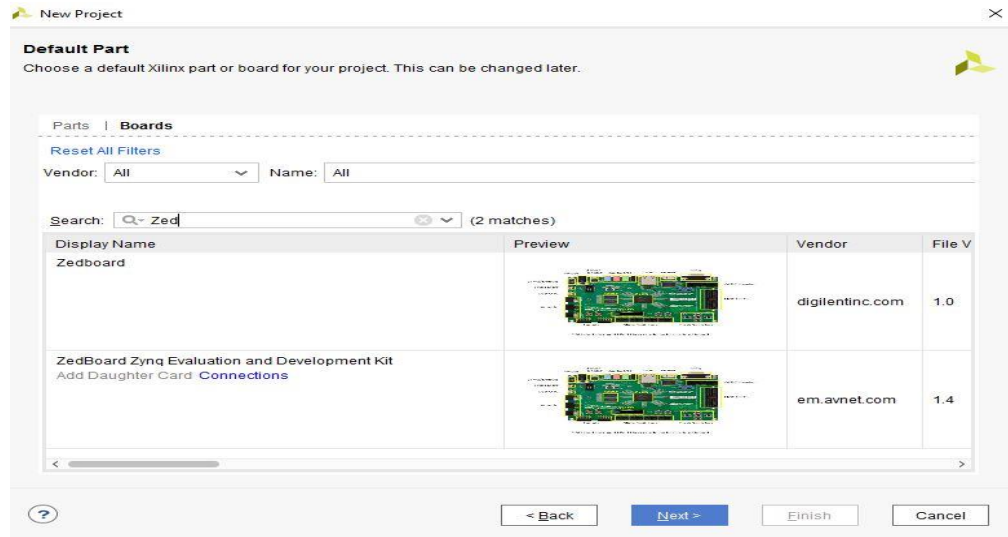 New Project
Default Part
Choose a default Xilinx part or board for your project. This can be changed later.
Parts | Boards
Reset All Filters
Vendor: All Name: All
Search: Zed (2 matches)
Display Name Preview Vendor File V
Zedboard
digilentinc.com 1.0
ZedBoard Zynq Evaluation and Development Kit
Add Daughter Card Connections
em.avnet.com 1.4
? < Back Next > Finish Cancel